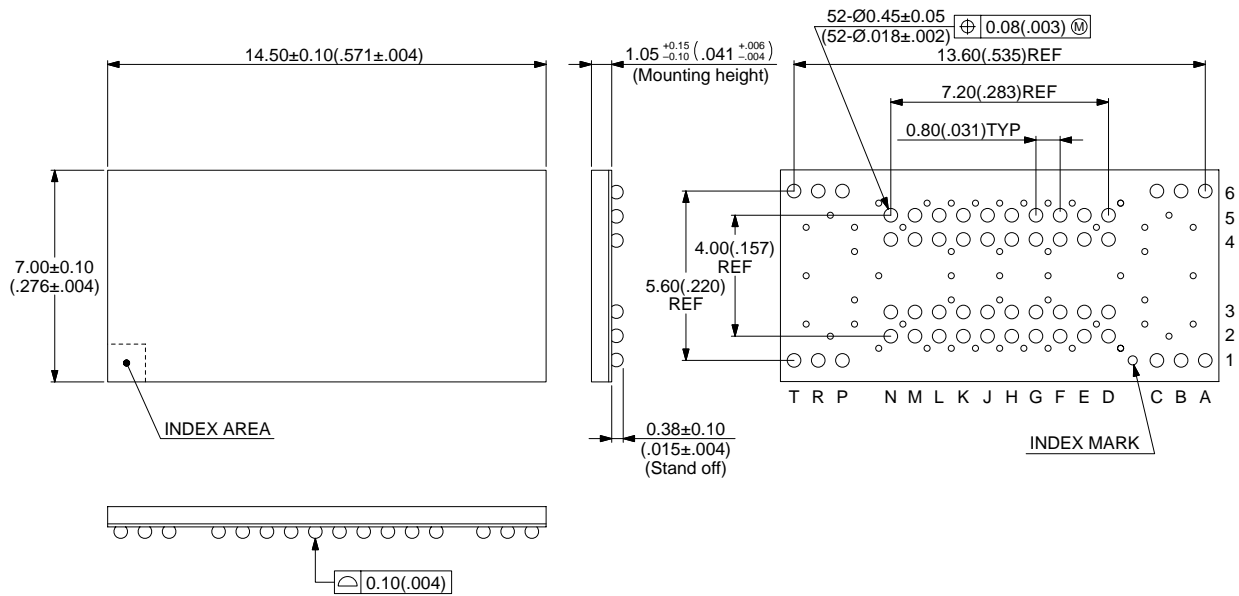 52-Ø0.45±0.05
(52-Ø.018±.002)
⌖ 0.08(.003) Ⓜ
14.50±0.10(.571±.004)
1.05 +0.15 −0.10 (.041 +.006 −.004)
(Mounting height)
13.60(.535)REF
7.20(.283)REF
0.80(.031)TYP
7.00±0.10
(.276±.004)
4.00(.157)
REF
5.60(.220)
REF
6
5
4
3
2
1
T R P N M L K J H G F E D C B A
INDEX AREA
0.38±0.10
(.015±.004)
(Stand off)
INDEX MARK
⌓ 0.10(.004)